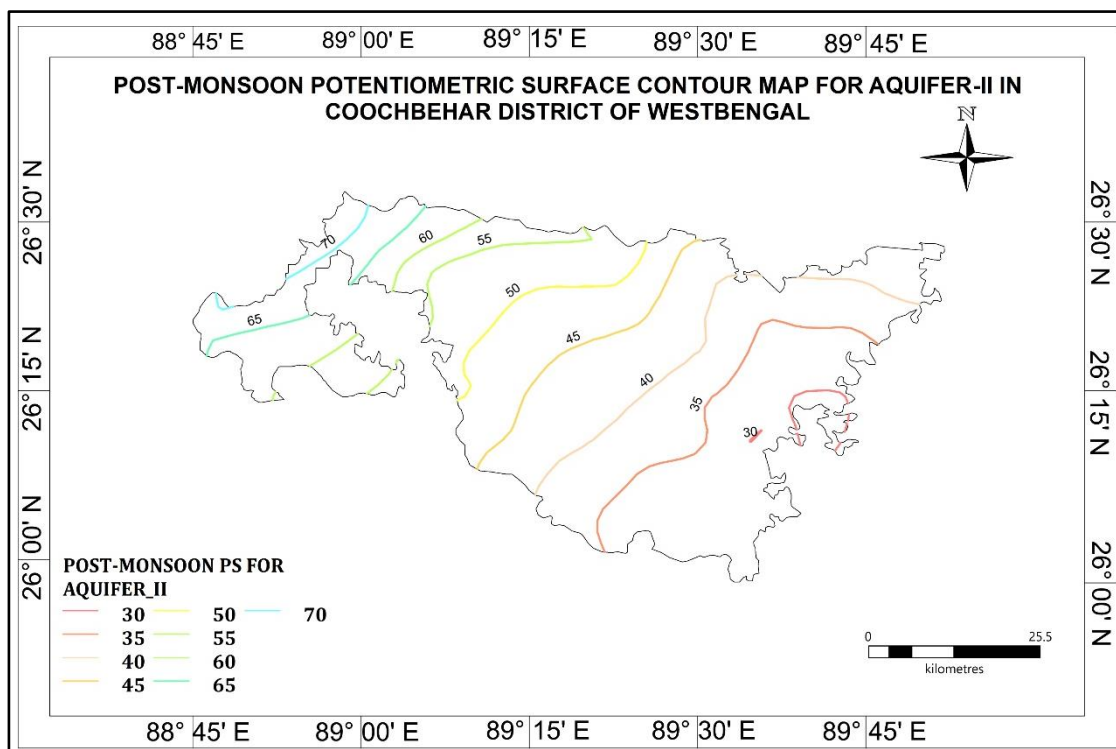 88° 45' E 89° 00' E 89° 15' E 89° 30' E 89° 45' E
POST-MONSOON POTENTIOMETRIC SURFACE CONTOUR MAP FOR AQUIFER-II IN
COOCHBEHAR DISTRICT OF WESTBENGAL
N
26° 30' N
26° 30' N
70
60
55
65
50
45
26° 15' N
26° 15' N
40
35
30
26° 00' N
26° 00' N
POST-MONSOON PS FOR
AQUIFER_II
30 50 70
35 55
40 60
45 65
0 25.5
kilometres
88° 45' E 89° 00' E 89° 15' E 89° 30' E 89° 45' E